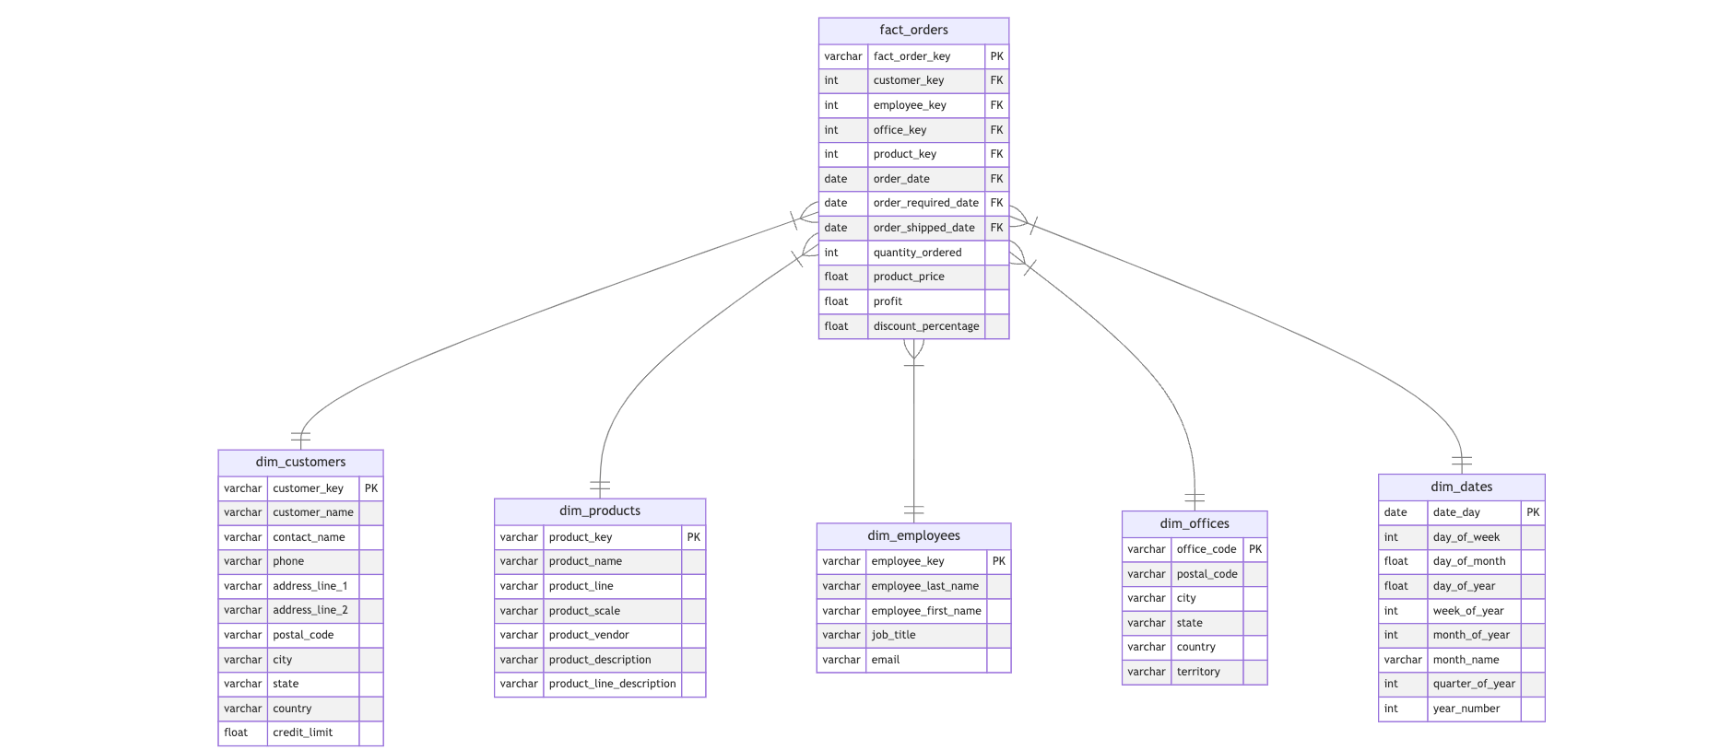 fact_orders
varchar fact_order_key PK
int customer_key FK
int employee_key FK
int office_key FK
int product_key FK
date order_date FK
date order_required_date FK
date order_shipped_date FK
int quantity_ordered
float product_price
float profit
float discount_percentage
dim_customers
varchar customer_key PK
varchar customer_name
varchar contact_name
varchar phone
varchar address_line_1
varchar address_line_2
varchar postal_code
varchar city
varchar state
varchar country
float credit_limit
dim_products
varchar product_key PK
varchar product_name
varchar product_line
varchar product_scale
varchar product_vendor
varchar product_description
varchar product_line_description
dim_employees
varchar employee_key PK
varchar employee_last_name
varchar employee_first_name
varchar job_title
varchar email
dim_offices
varchar office_code PK
varchar postal_code
varchar city
varchar state
varchar country
varchar territory
dim_dates
date date_day PK
int day_of_week
float day_of_month
float day_of_year
int week_of_year
int month_of_year
varchar month_name
int quarter_of_year
int year_number